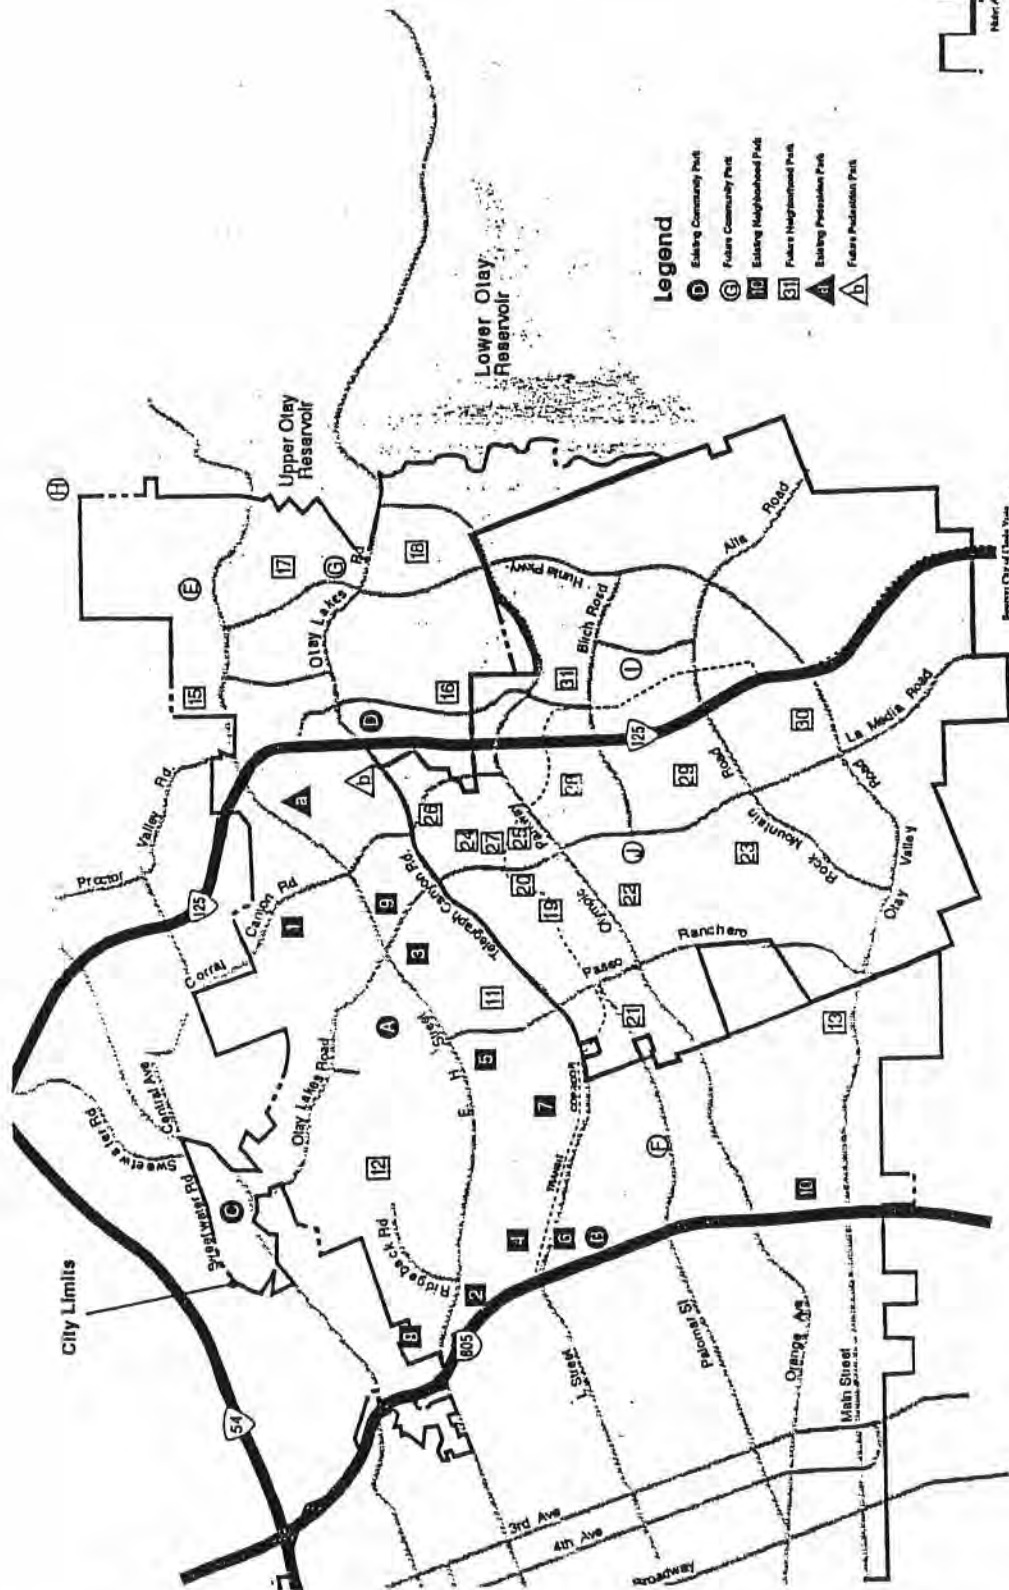 City Limits
54
Sweetwater Rd
Sweetwater Rd
Central Ave
C
Proctor
Valley
Rd.
125
Corral
Canyon Rd
1
Otay Lakes Road
A
9
3
11
5
E
H
Street
12
Ridgeback Rd
8
2
805
4
6
B
7
TRANSIT
CORRIDOR
L Street
Palomar St
Orange Ave
Main Street
3rd Ave
4th Ave
Broadway
10
F
13
21
Paseo
Ranchero
Telegraph Canyon Rd.
a
b
D
15
E
H
17
G
Otay Lakes
Rd
18
16
Upper Otay
Reservoir
Lower Otay
Reservoir
26
24
27
25
20
19
Olympic
Parkway
22
J
23
28
29
30
31
I
125
Birch Road
Hunte Pkwy.
Alta
Road
Rock Mountain
Road
La Media Road
Otay
Valley
Road
Legend
D Existing Community Park
G Future Community Park
10 Existing Neighborhood Park
31 Future Neighborhood Park
a Existing Pedestrian Park
b Future Pedestrian Park